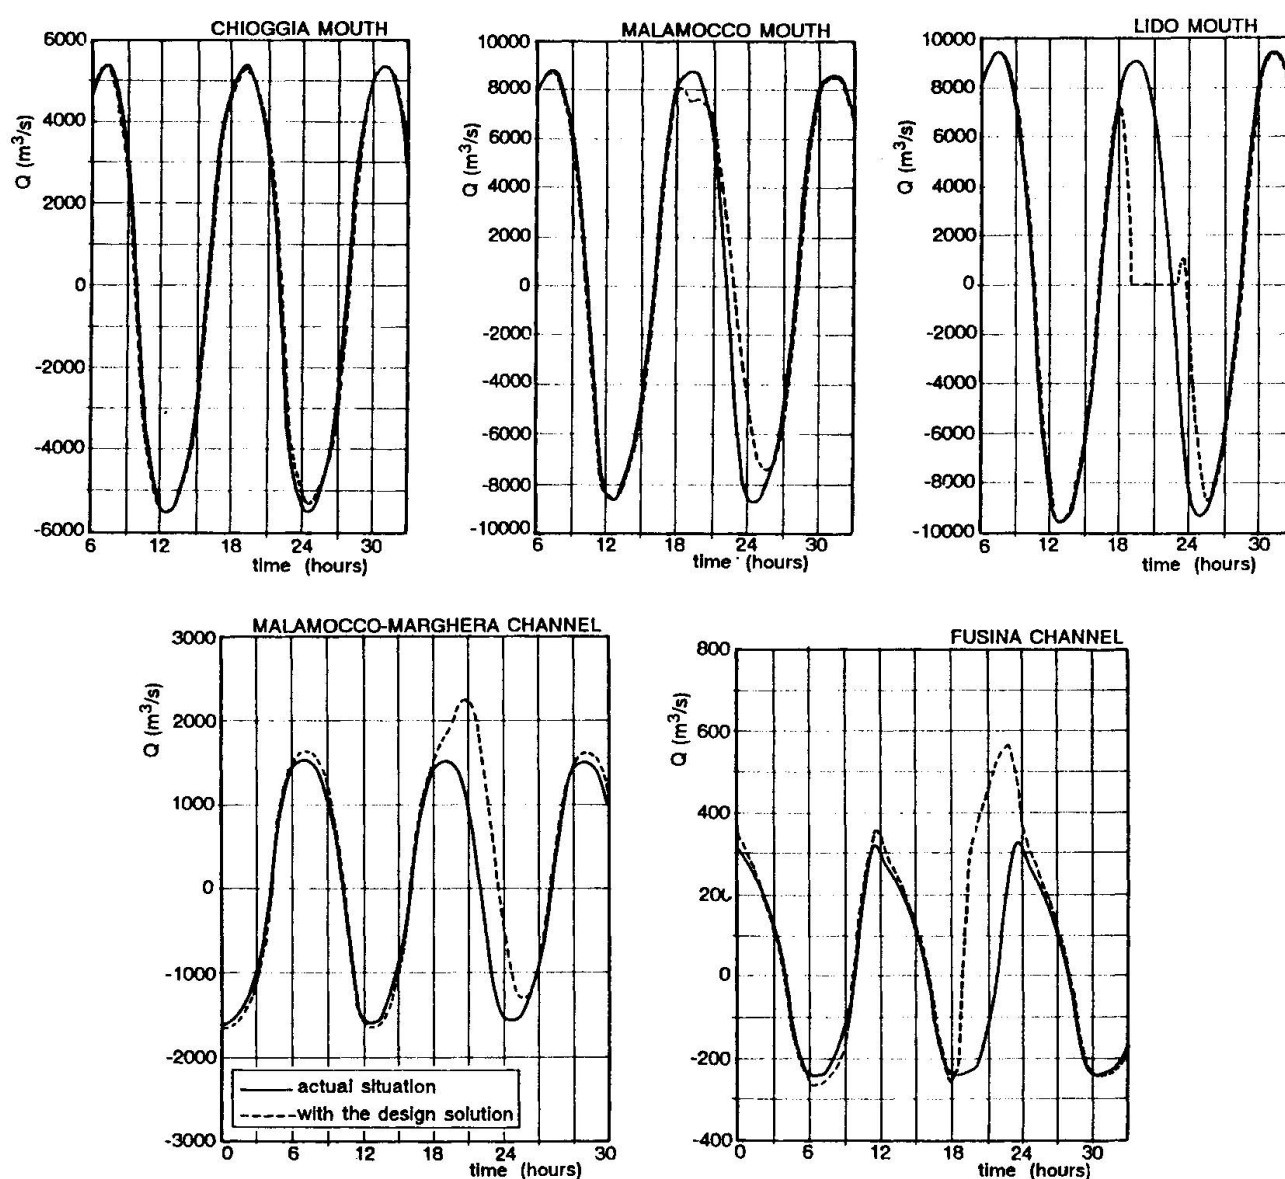 CHIOGGIA MOUTH
6000
4000
2000
0
-2000
-4000
-6000
Q (m³/s)
6 12 18 24 30
time (hours)
MALAMOCCO MOUTH
10000
8000
6000
4000
2000
0
-2000
-4000
-6000
-8000
-10000
Q (m³/s)
6 12 18 24 30
time (hours)
LIDO MOUTH
10000
8000
6000
4000
2000
0
-2000
-4000
-6000
-8000
-10000
Q (m³/s)
6 12 18 24 30
time (hours)
MALAMOCCO-MARGHERA CHANNEL
3000
2000
1000
0
-1000
-2000
-3000
Q (m³/s)
actual situation
with the design solution
0 6 12 18 24 30
time (hours)
FUSINA CHANNEL
800
600
400
200
0
-200
-400
Q (m³/s)
0 6 12 18 24 30
time (hours)